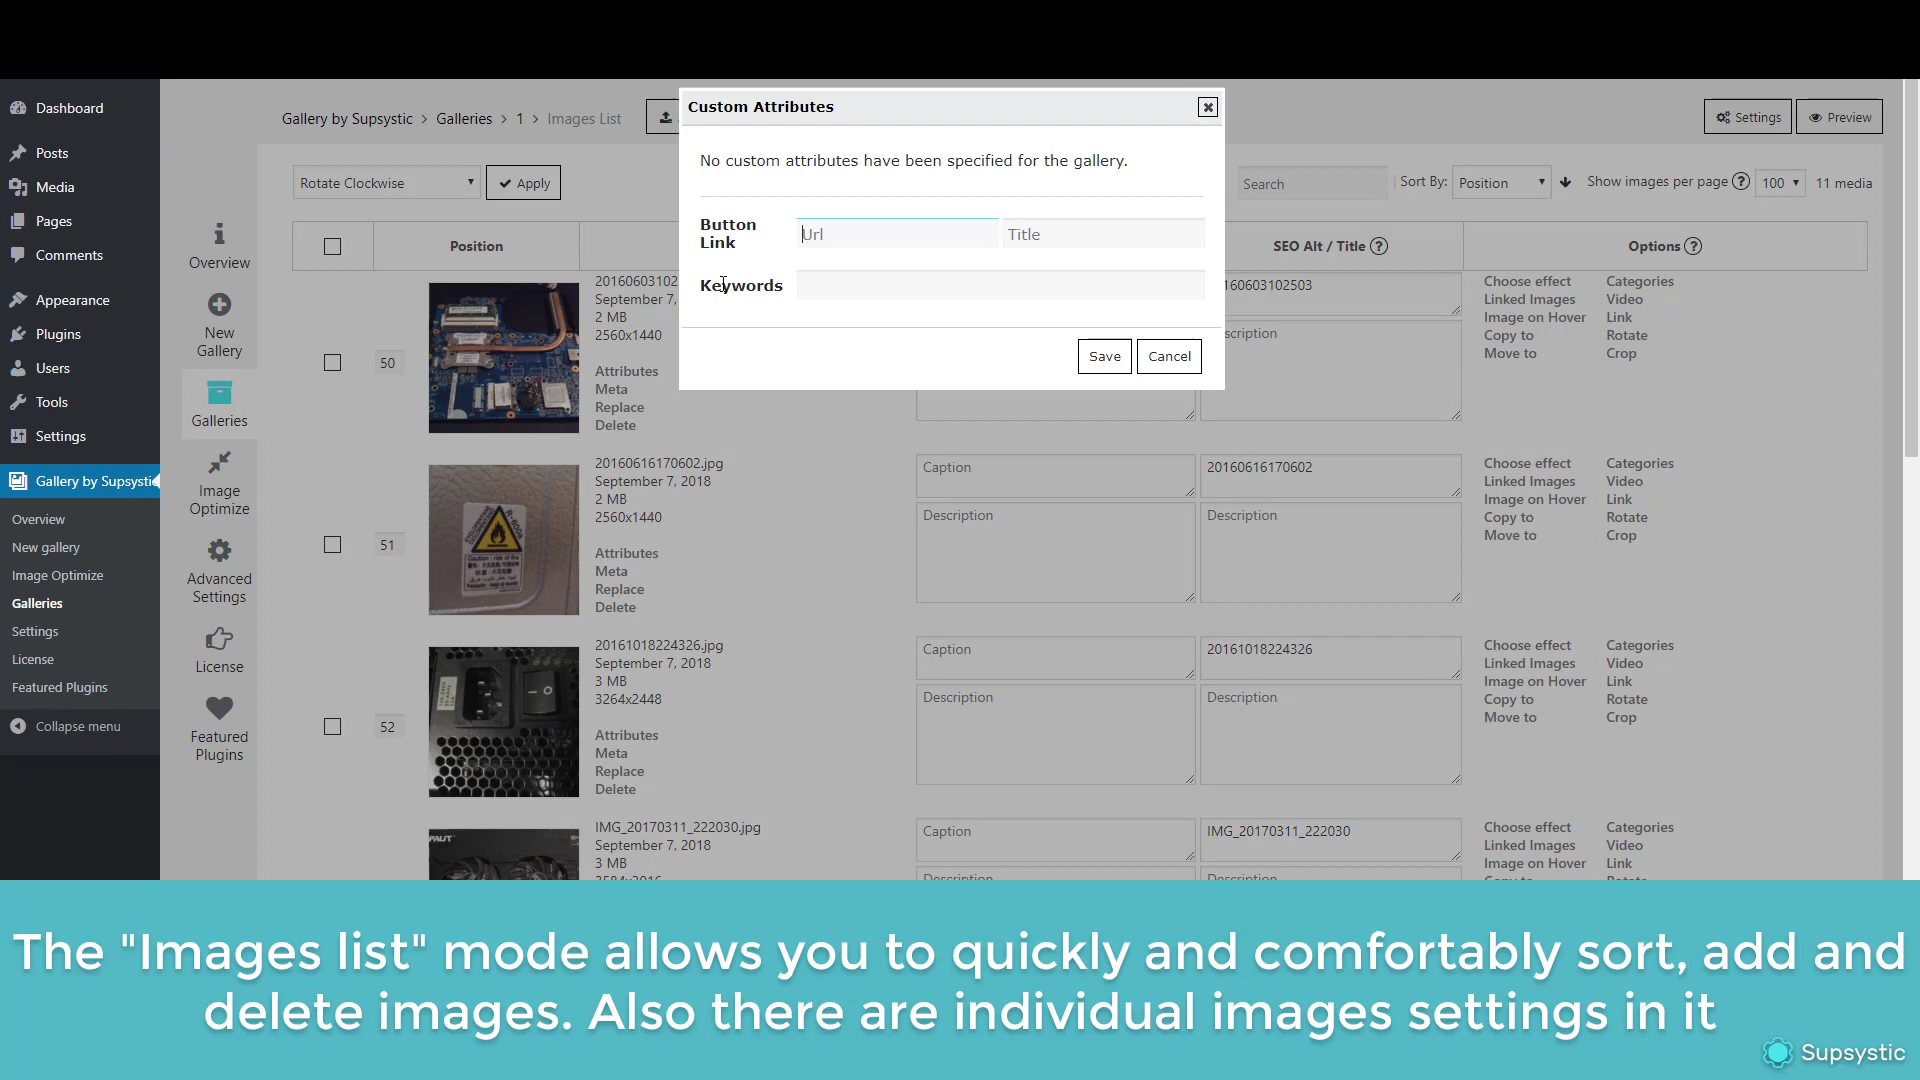 Dashboard
Posts
Media
Pages
Comments
Appearance
Plugins
Users
Tools
Settings
Gallery by Supsystic
Overview
New gallery
Image Optimize
Galleries
Settings
License
Featured Plugins
Collapse menu
Overview
New
Gallery
Galleries
Image
Optimize
Advanced
Settings
License
Featured
Plugins
Gallery by Supsystic > Galleries > 1 > Images List
Settings
Preview
Rotate Clockwise
Apply
Search
Sort By:
Position
Show images per page
100
11 media
Custom Attributes
No custom attributes have been specified for the gallery.
Button
Link
Url
Title
Keywords
Save
Cancel
Position
SEO Alt / Title
Options
50
20160603102
September 7,
2 MB
2560x1440
Attributes
Meta
Replace
Delete
160603102503
scription
Choose effect
Linked Images
Image on Hover
Copy to
Move to
Categories
Video
Link
Rotate
Crop
51
20160616170602.jpg
September 7, 2018
2 MB
2560x1440
Attributes
Meta
Replace
Delete
Caption
Description
20160616170602
Description
Choose effect
Linked Images
Image on Hover
Copy to
Move to
Categories
Video
Link
Rotate
Crop
52
20161018224326.jpg
September 7, 2018
3 MB
3264x2448
Attributes
Meta
Replace
Delete
Caption
Description
20161018224326
Description
Choose effect
Linked Images
Image on Hover
Copy to
Move to
Categories
Video
Link
Rotate
Crop
IMG_20170311_222030.jpg
September 7, 2018
3 MB
Caption
Description
IMG_20170311_222030
Description
Choose effect
Linked Images
Image on Hover
Categories
Video
Link
The "Images list" mode allows you to quickly and comfortably sort, add and
delete images. Also there are individual images settings in it
Supsystic